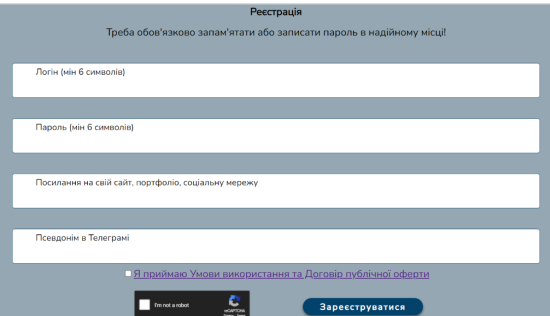 Реєстрація
Треба обов'язково запам'ятати або записати пароль в надійному місці!
Логін (мін 6 символів)
Пароль (мін 6 символів)
Посилання на свій сайт, портфоліо, соціальну мережу
Псевдонім в Телеграмі
Я приймаю Умови використання та Договір публічної оферти
I'm not a robot
reCAPTCHA
Зареєструватися